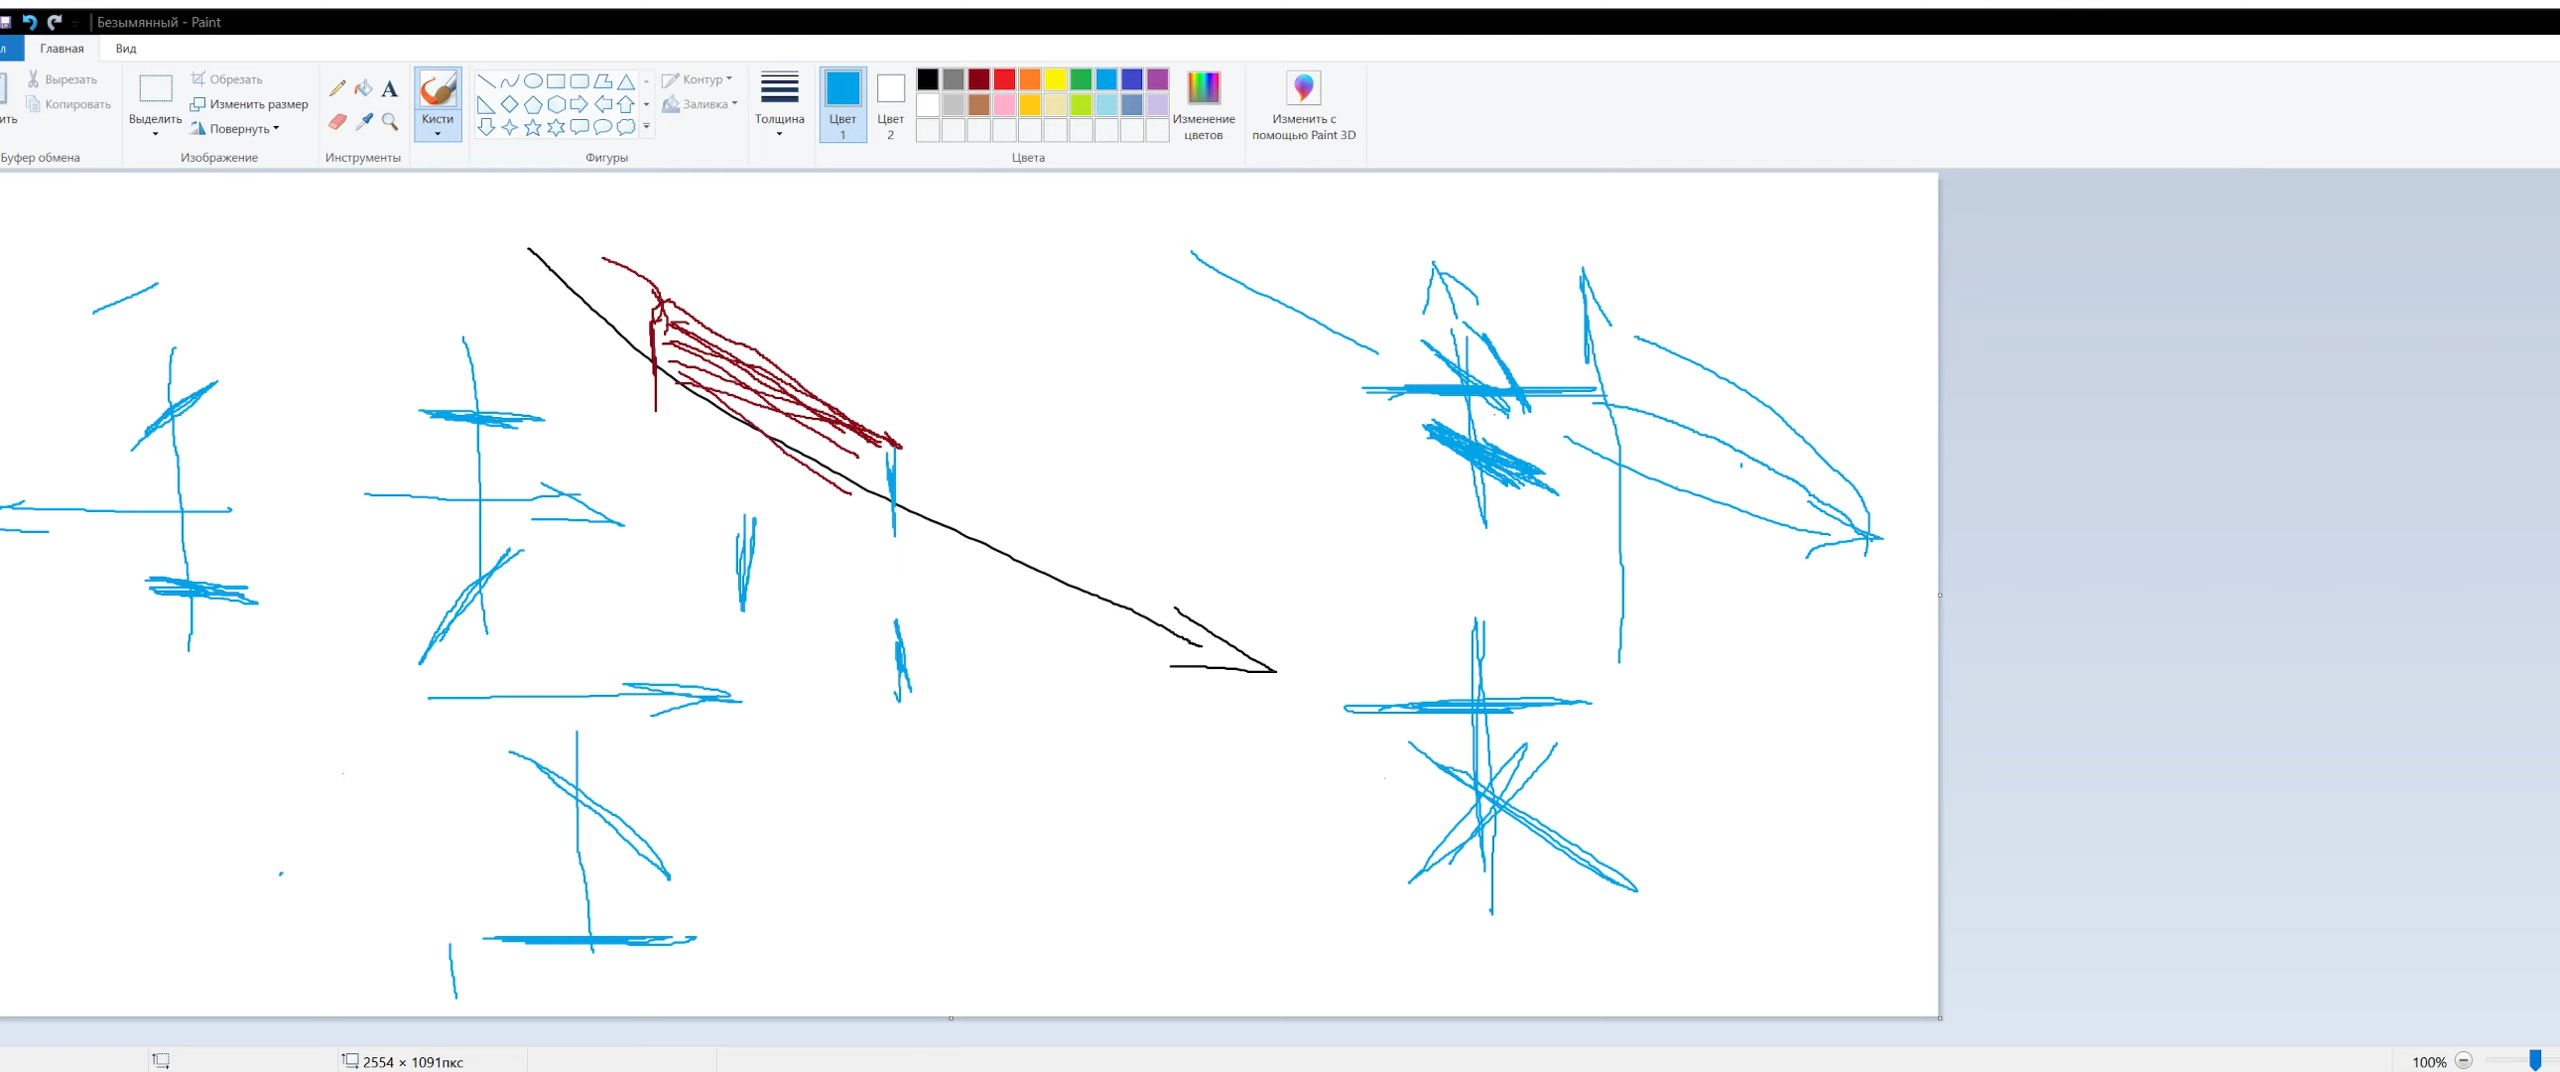 Безымянный - Paint
л
Главная
Вид
ить
Вырезать
Копировать
Буфер обмена
Выделить
Обрезать
Изменить размер
Повернуть
Изображение
A
Инструменты
Кисти
Контур
Заливка
Фигуры
Толщина
Цвет
1
Цвет
2
Изменение
цветов
Цвета
Изменить с
помощью Paint 3D
2554 × 1091пкс
100%